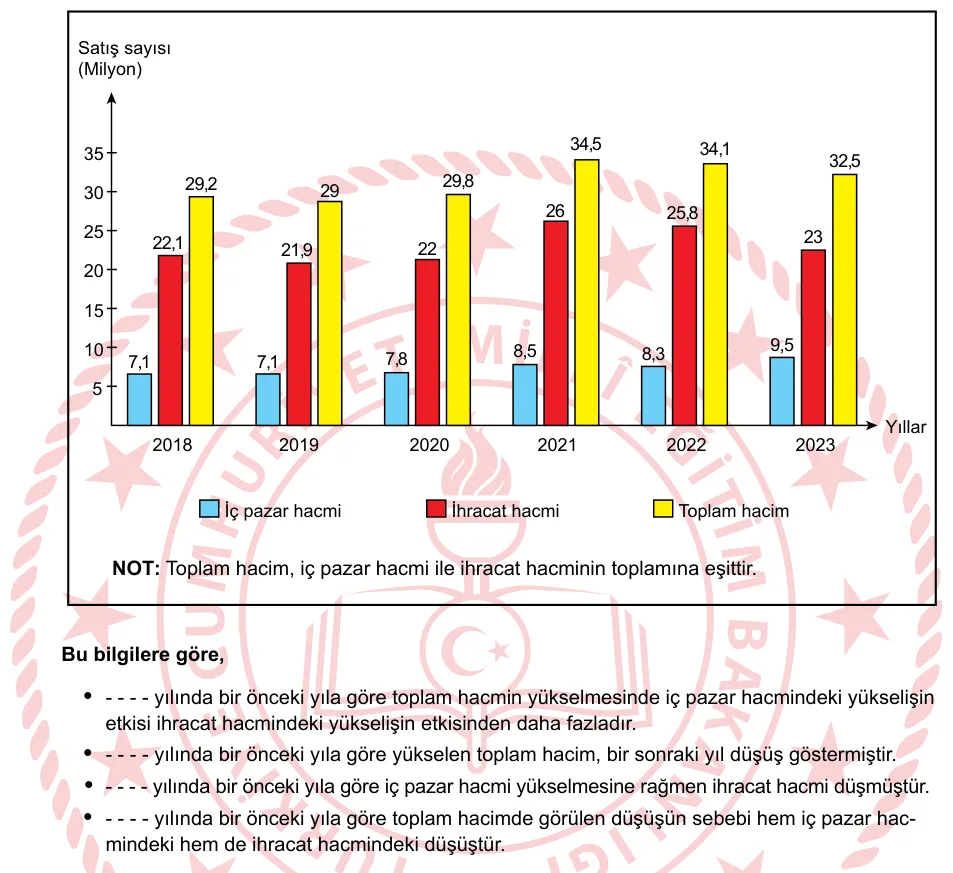 Satış sayısı
(Milyon)
35
30
25
20
15
10
5
7,1
22,1
29,2
7,1
21,9
29
7,8
22
29,8
8,5
26
34,5
8,3
25,8
34,1
9,5
23
32,5
2018
2019
2020
2021
2022
2023
Yıllar
İç pazar hacmi
İhracat hacmi
Toplam hacim
NOT: Toplam hacim, iç pazar hacmi ile ihracat hacminin toplamına eşittir.
Bu bilgilere göre,
• - - - - yılında bir önceki yıla göre toplam hacmin yükselmesinde iç pazar hacmindeki yükselişin
etkisi ihracat hacmindeki yükselişin etkisinden daha fazladır.
• - - - - yılında bir önceki yıla göre yükselen toplam hacim, bir sonraki yıl düşüş göstermiştir.
• - - - - yılında bir önceki yıla göre iç pazar hacmi yükselmesine rağmen ihracat hacmi düşmüştür.
• - - - - yılında bir önceki yıla göre toplam hacimde görülen düşüşün sebebi hem iç pazar hac-
mindeki hem de ihracat hacmindeki düşüştür.